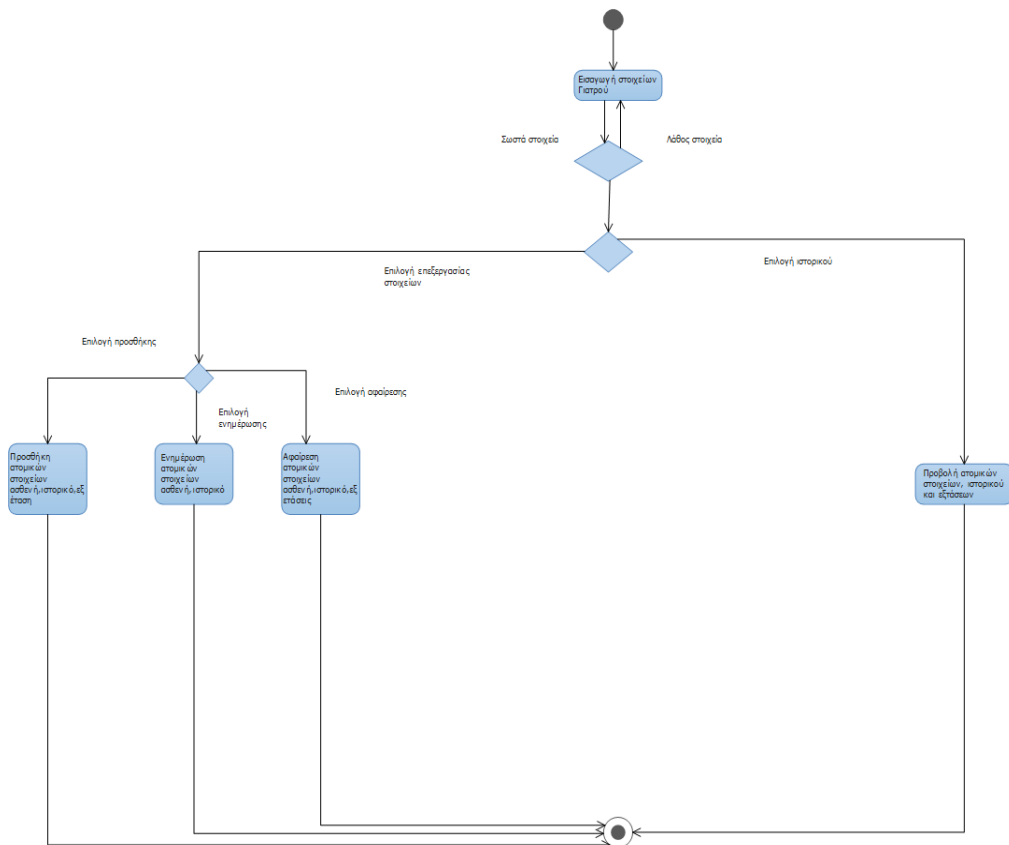 Εισαγωγή στοιχείων
Γιατρού
Σωστά στοιχεία
Λάθος στοιχεία
Επιλογή επεξεργασίας
στοιχείων
Επιλογή ιστορικού
Επιλογή προσθήκης
Επιλογή αφαίρεσης
Επιλογή
ενημέρωσης
Προσθήκη
ατομικών
στοιχείων
ασθενή,ιστορικό,εξ
έταση
Ενημέρωση
ατομικών
στοιχείων
ασθενή,ιστορικό
Αφαίρεση
ατομικών
στοιχείων
ασθενή,ιστορικό,εξ
ετάσεις
Προβολή ατομικών
στοιχείων, ιστορικού
και εξτάσεων